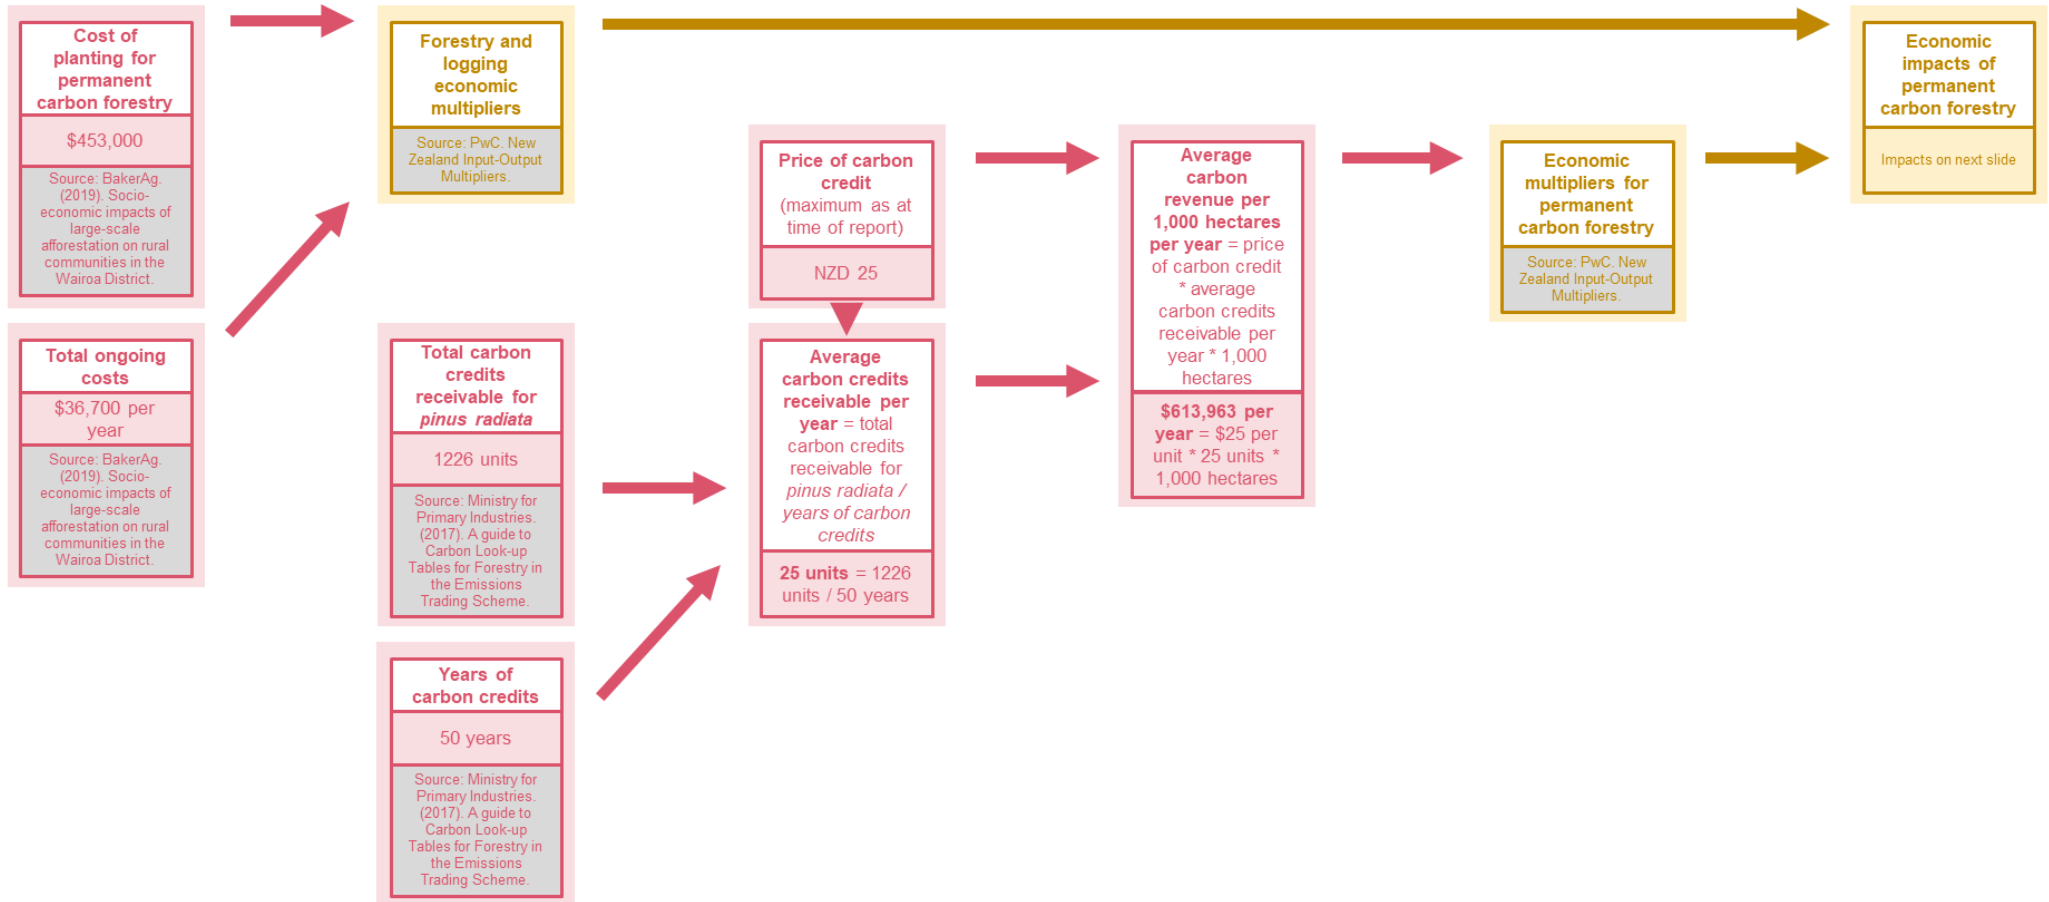 Cost of
planting for
permanent
carbon forestry
$453,000
Source: BakerAg.
(2019). Socio-
economic impacts of
large-scale
afforestation on rural
communities in the
Wairoa District.
Total ongoing
costs
$36,700 per
year
Source: BakerAg.
(2019). Socio-
economic impacts of
large-scale
afforestation on rural
communities in the
Wairoa District.
Forestry and
logging
economic
multipliers
Source: PwC. New
Zealand Input-Output
Multipliers.
Total carbon
credits
receivable for
pinus radiata
1226 units
Source: Ministry for
Primary Industries.
(2017). A guide to
Carbon Look-up
Tables for Forestry in
the Emissions
Trading Scheme.
Years of
carbon credits
50 years
Source: Ministry for
Primary Industries.
(2017). A guide to
Carbon Look-up
Tables for Forestry in
the Emissions
Trading Scheme.
Price of carbon
credit
(maximum as at
time of report)
NZD 25
Average
carbon credits
receivable per
year = total
carbon credits
receivable for
pinus radiata /
years of carbon
credits
25 units = 1226
units / 50 years
Average
carbon
revenue per
1,000 hectares
per year = price
of carbon credit
* average
carbon credits
receivable per
year * 1,000
hectares
$613,963 per
year = $25 per
unit * 25 units *
1,000 hectares
Economic
multipliers for
permanent
carbon forestry
Source: PwC. New
Zealand Input-Output
Multipliers.
Economic
impacts of
permanent
carbon forestry
Impacts on next slide